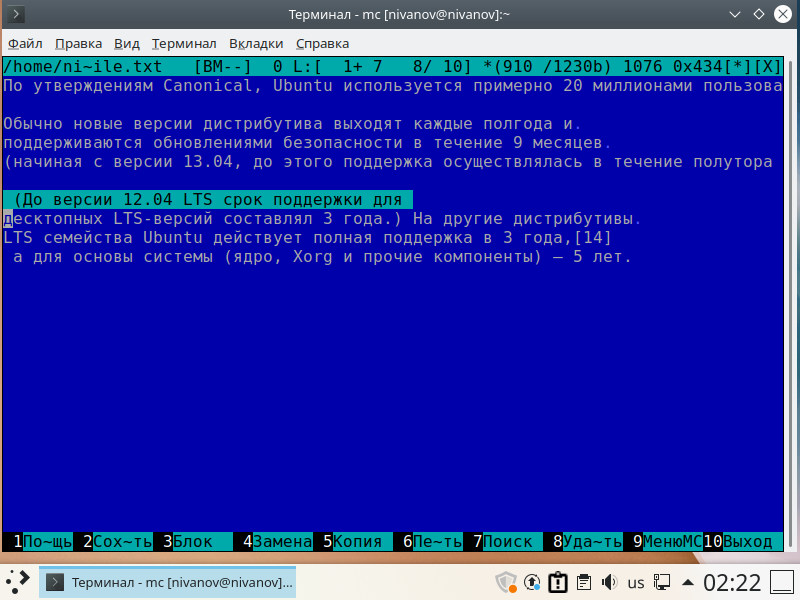 Терминал - mc [nivanov@nivanov]:~
Файл Правка Вид Терминал Вкладки Справка
/home/ni~ile.txt [BM--] 0 L:[ 1+ 7 8/ 10] *(910 /1230b) 1076 0x434[*][X]
По утверждениям Canonical, Ubuntu используется примерно 20 миллионами пользова
Обычно новые версии дистрибутива выходят каждые полгода и.
поддерживаются обновлениями безопасности в течение 9 месяцев.
(начиная с версии 13.04, до этого поддержка осуществлялась в течение полутора
(До версии 12.04 LTS срок поддержки для
десктопных LTS-версий составлял 3 года.) На другие дистрибутивы.
LTS семейства Ubuntu действует полная поддержка в 3 года,[14]
а для основы системы (ядро, Xorg и прочие компоненты) — 5 лет.
1По~щь 2Сох~ть 3Блок 4Замена 5Копия 6Пе~ть 7Поиск 8Уда~ть 9МенюMC 10Выход
Терминал - mc [nivanov@nivanov]... us 02:22